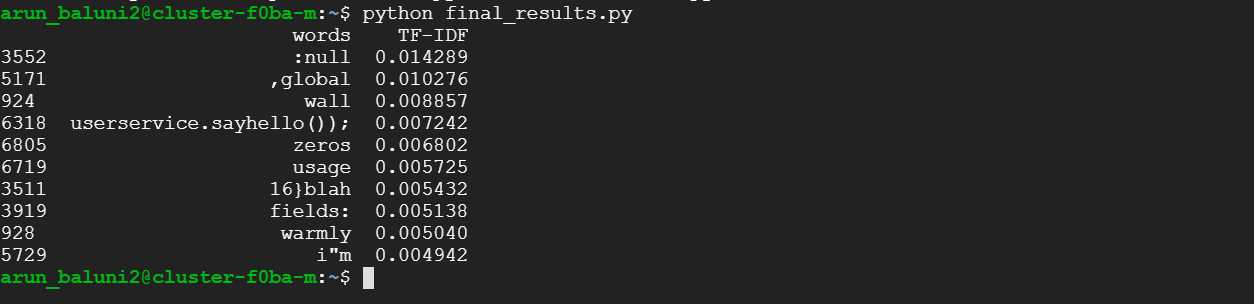 arun_baluni2@cluster-f0ba-m:~$ python final_results.py
words TF-IDF
3552 :null 0.014289
5171 ,global 0.010276
924 wall 0.008857
6318 userservice.sayhello()); 0.007242
6805 zeros 0.006802
6719 usage 0.005725
3511 16}blah 0.005432
3919 fields: 0.005138
928 warmly 0.005040
5729 i"m 0.004942
arun_baluni2@cluster-f0ba-m:~$